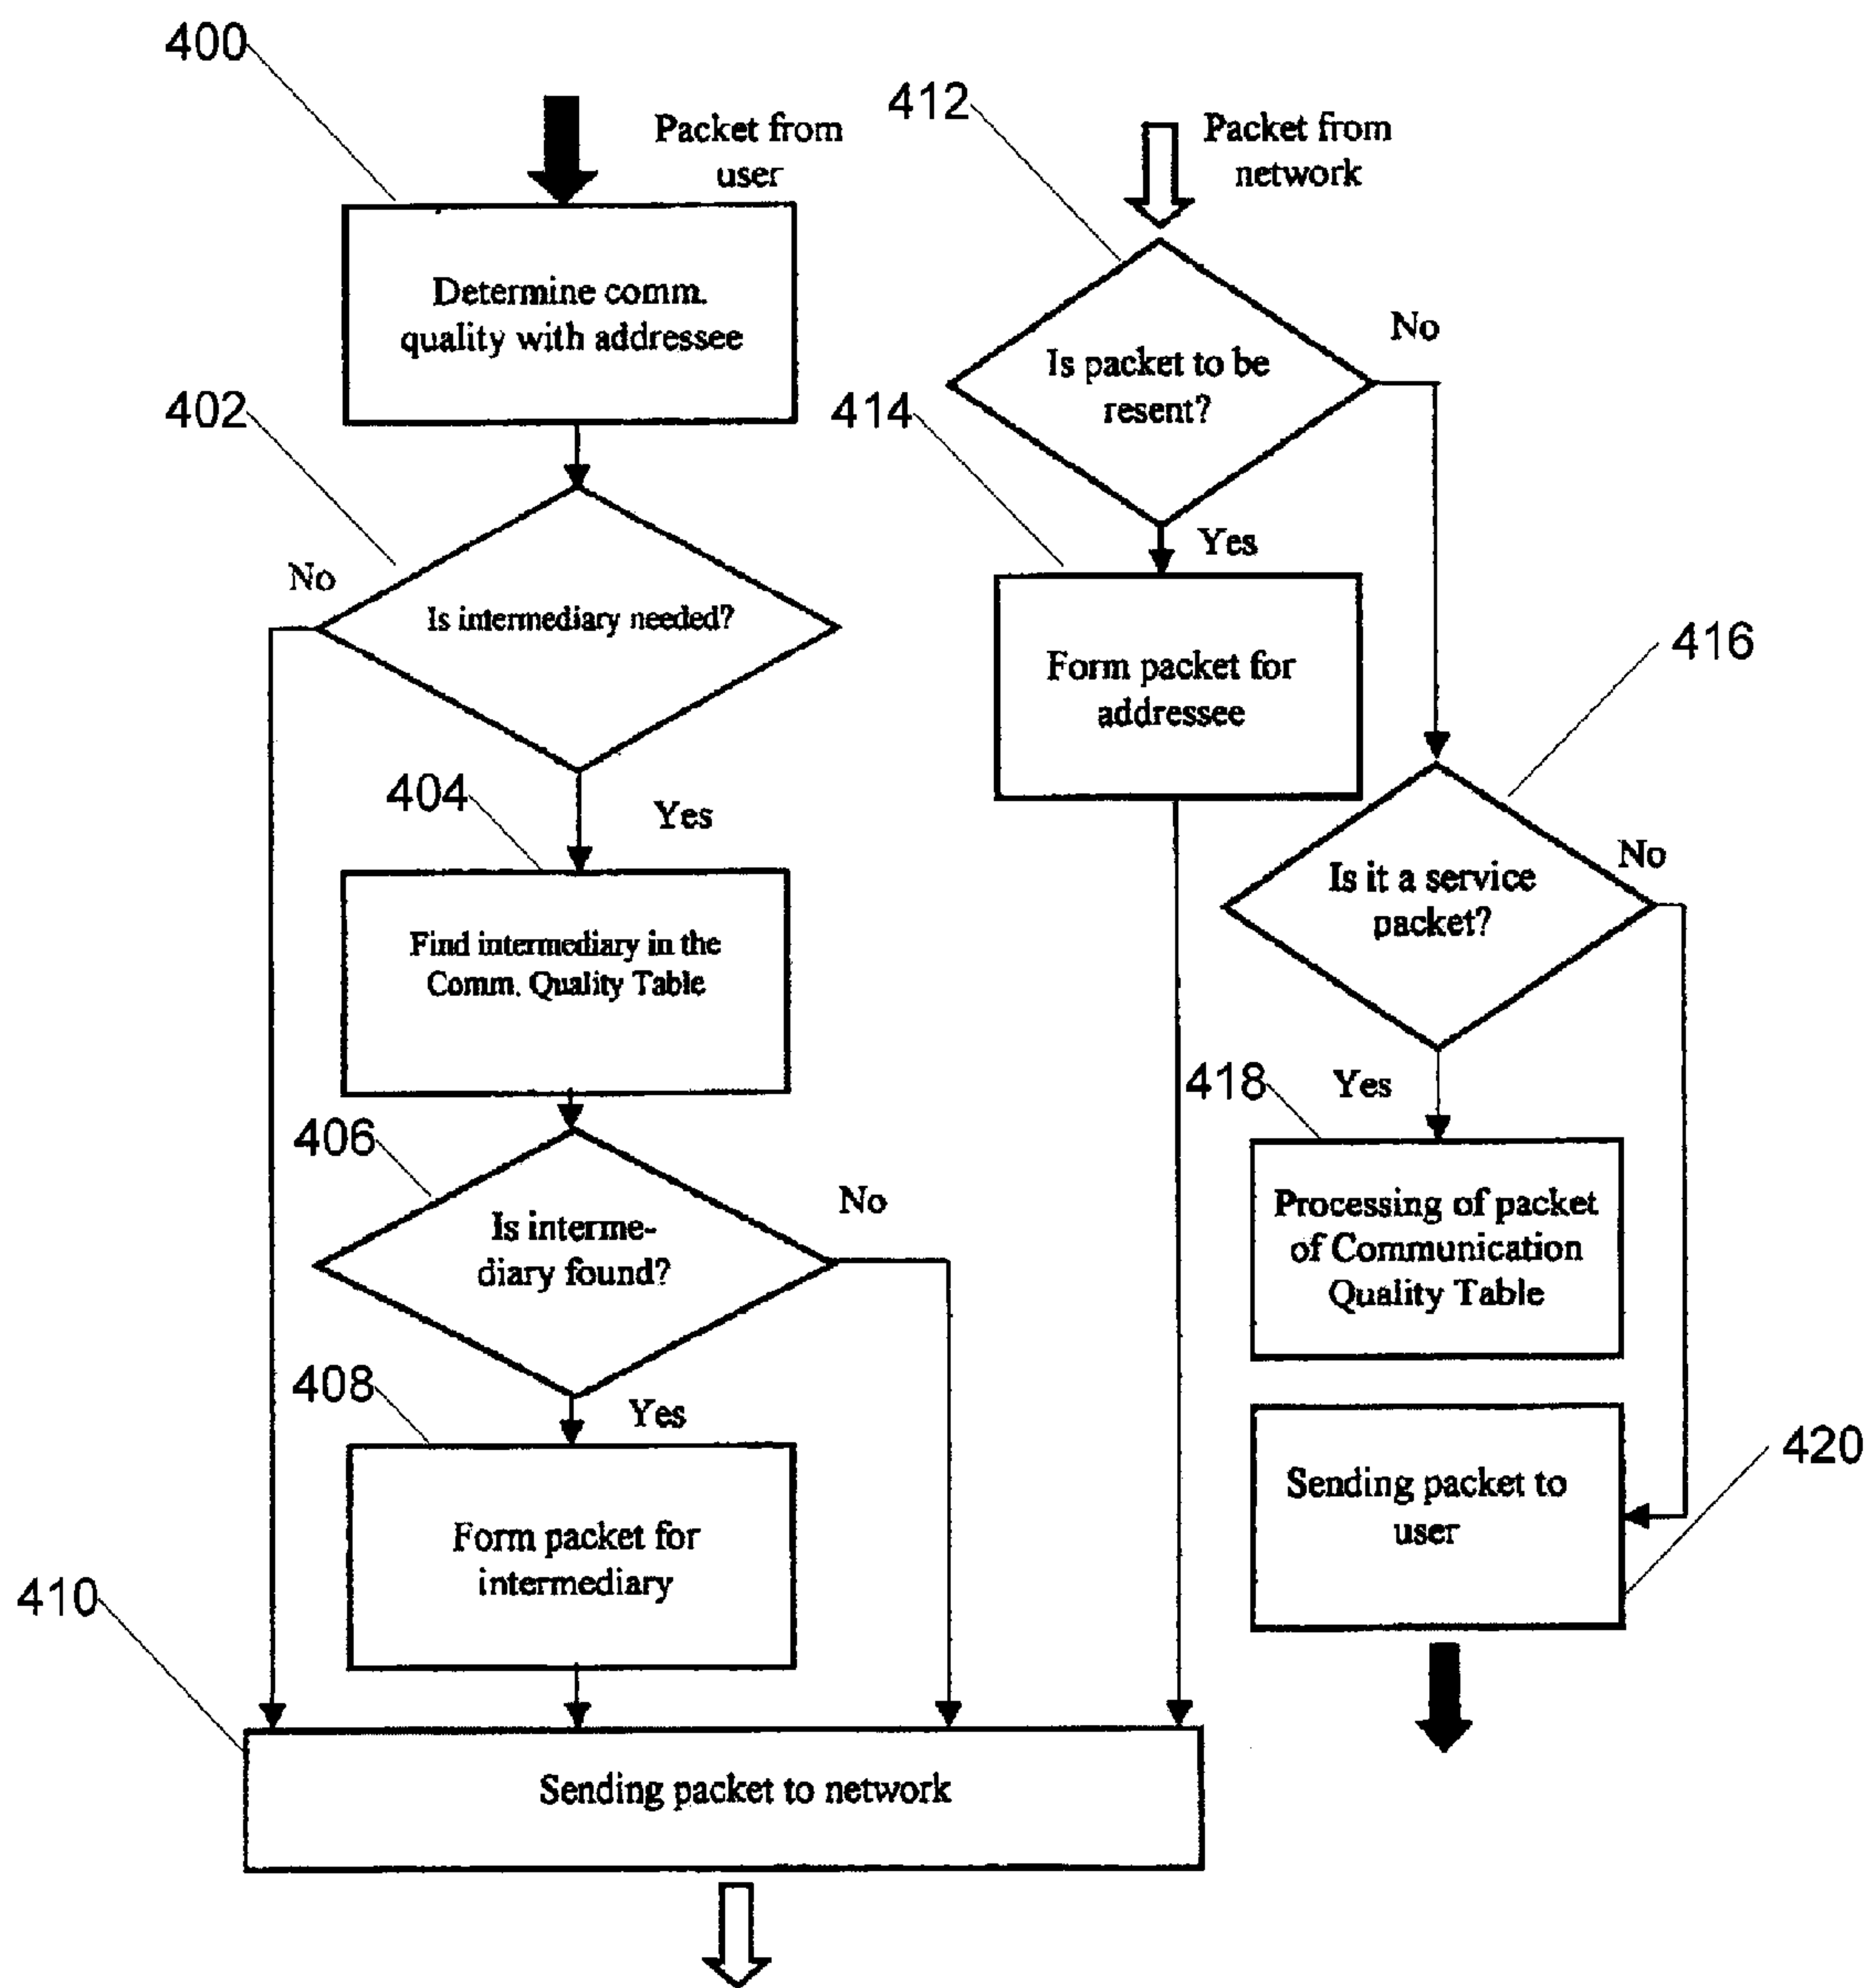 400
Packet from
user
Determine comm.
quality with addressee
402
No
Is intermediary needed?
404
Yes
Find intermediary in the
Comm. Quality Table
406
No
Is interme-
diary found?
408
Yes
Form packet for
intermediary
410
Sending packet to network
412
Packet from
network
No
Is packet to be
resent?
414
Yes
Form packet for
addressee
416
No
Is it a service
packet?
418
Yes
Processing of packet
of Communication
Quality Table
Sending packet to
user
420